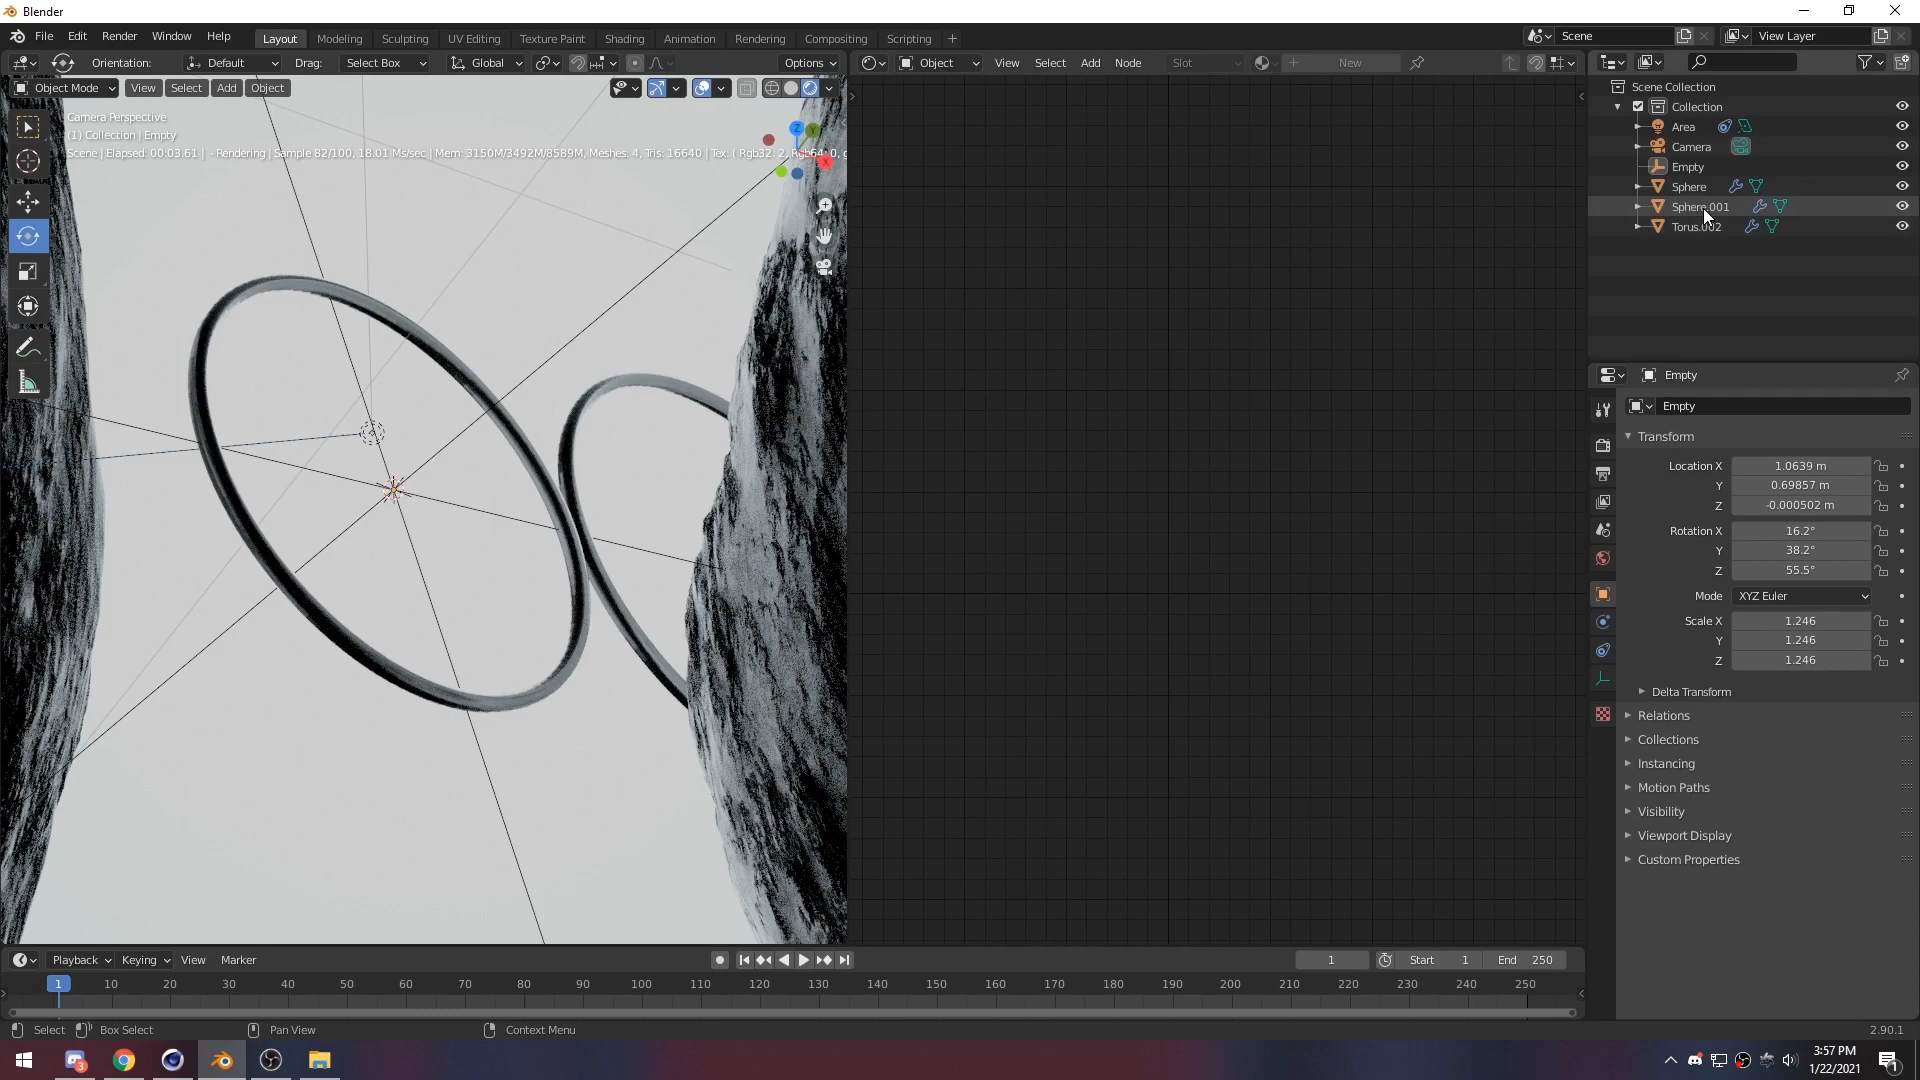 Blender
File Edit Render Window Help
Layout Modeling Sculpting UV Editing Texture Paint Shading Animation Rendering Compositing Scripting +
Scene View Layer
Orientation: Default Drag: Select Box Global Options
Object View Select Add Node Slot New
Object Mode View Select Add Object
Camera Perspective
(1) Collection | Empty
Scene | Elapsed: 00:03.61 | - Rendering | Sample 82/100, 18.01 Ms/sec | Mem: 3150M/3492M/8589M, Meshes: 4, Tris: 16640 | Tex: ( Rgb32: 2, Rgb64: 0, g
Z
Y
X
Scene Collection
Collection
Area
Camera
Empty
Sphere
Sphere.001
Torus.002
Empty
Empty
Transform
Location X 1.0639 m
Y 0.69857 m
Z -0.000502 m
Rotation X 16.2°
Y 38.2°
Z 55.5°
Mode XYZ Euler
Scale X 1.246
Y 1.246
Z 1.246
Delta Transform
Relations
Collections
Instancing
Motion Paths
Visibility
Viewport Display
Custom Properties
Playback Keying View Marker 1 Start 1 End 250
1 10 20 30 40 50 60 70 80 90 100 110 120 130 140 150 160 170 180 190 200 210 220 230 240 250
Select Box Select Pan View Context Menu 2.90.1
3:57 PM
1/22/2021